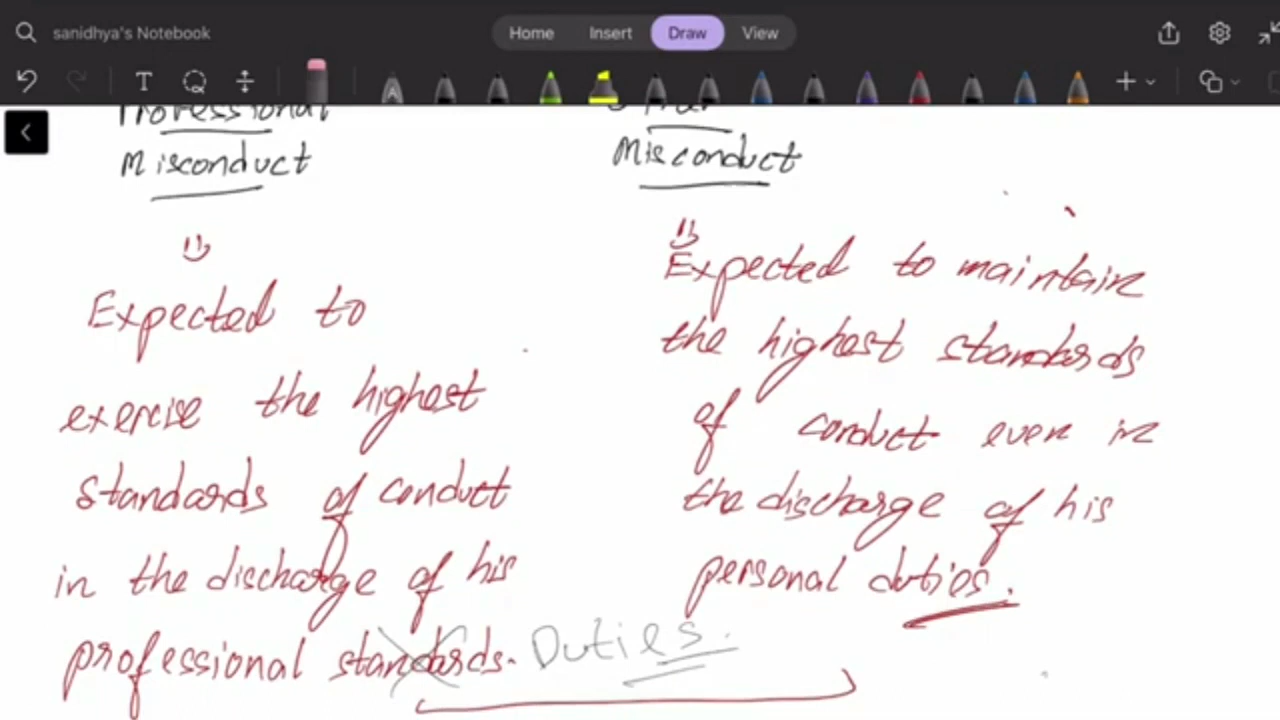 sanidhya's Notebook
Home Insert Draw View
T
A
Professional
Misconduct
Misconduct
Expected to
exercise the highest
standards of conduct
in the discharge of his
professional standards. Duties.
Expected to maintain
the highest standards
of conduct even in
the discharge of his
personal duties.